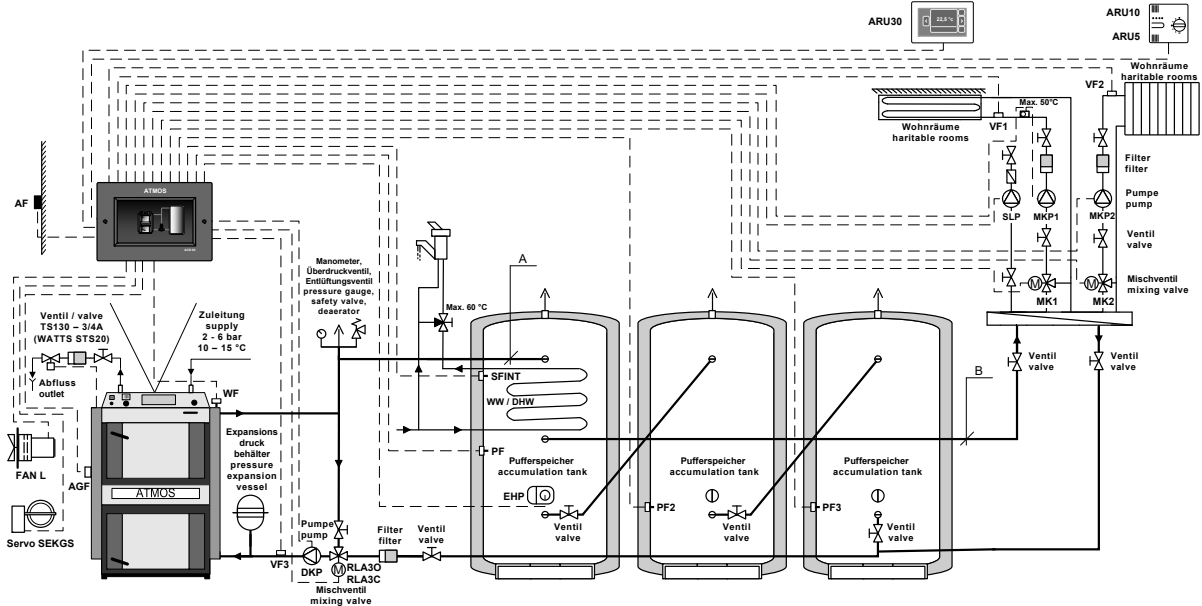 ARU30
22,5 °C
ARU10
ARU5
Wohnräume
haritable rooms
VF2
Max. 50°C
VF1
Wohnräume
haritable rooms
Filter
filter
Pumpe
pump
SLP
MKP1
MKP2
Ventil
valve
Mischventil
mixing valve
MK1
MK2
AF
ATMOS
Manometer,
Überdruckventil,
Entlüftungsventil
pressure gauge,
safety valve,
deaerator
A
Max. 60 °C
Ventil / valve
TS130 – 3/4A
(WATTS STS20)
Zuleitung
supply
2 - 6 bar
10 – 15 °C
Abfluss
outlet
WF
SFINT
WW / DHW
Ventil
valve
Ventil
valve
B
Expansions
druck
behälter
pressure
expansion
vessel
FAN L
AGF
PF
Pufferspeicher
accumulation tank
Pufferspeicher
accumulation tank
Pufferspeicher
accumulation tank
ATMOS
EHP
PF2
PF3
Servo SEKGS
Pumpe
pump
Filter
filter
Ventil
valve
Ventil
valve
Ventil
valve
Ventil
valve
VF3
DKP
M
M
M
RLA3O
RLA3C
Mischventil
mixing valve